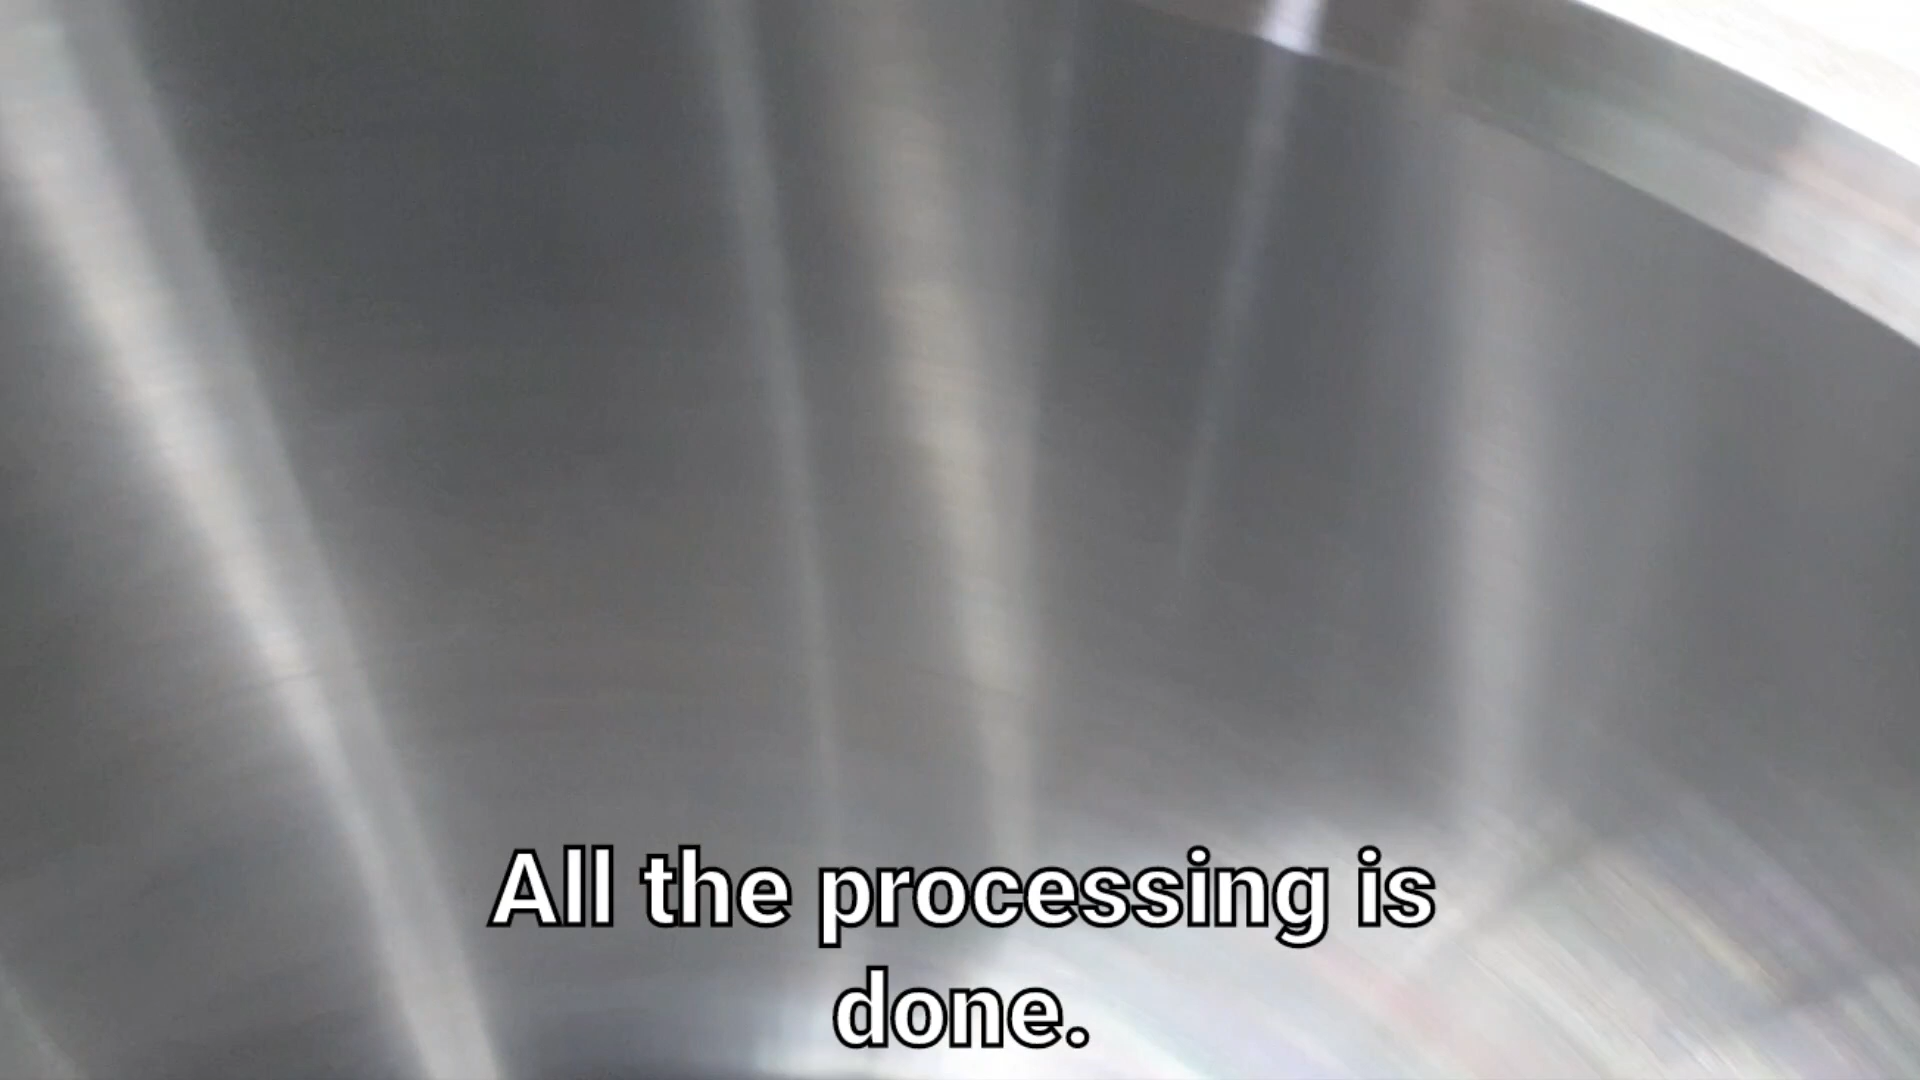 All the processing is
done.